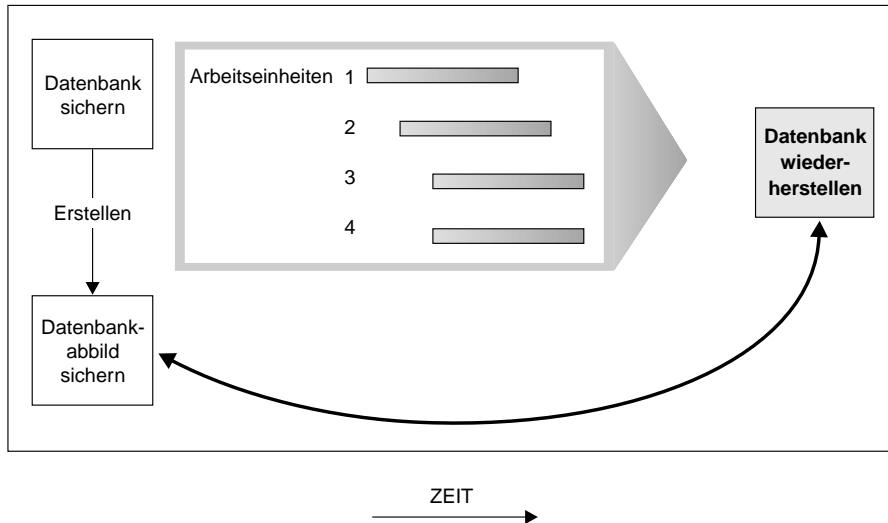 Datenbank
sichern
Erstellen
Datenbank-
abbild
sichern
Arbeitseinheiten 1
2
3
4
Datenbank
wieder-
herstellen
ZEIT